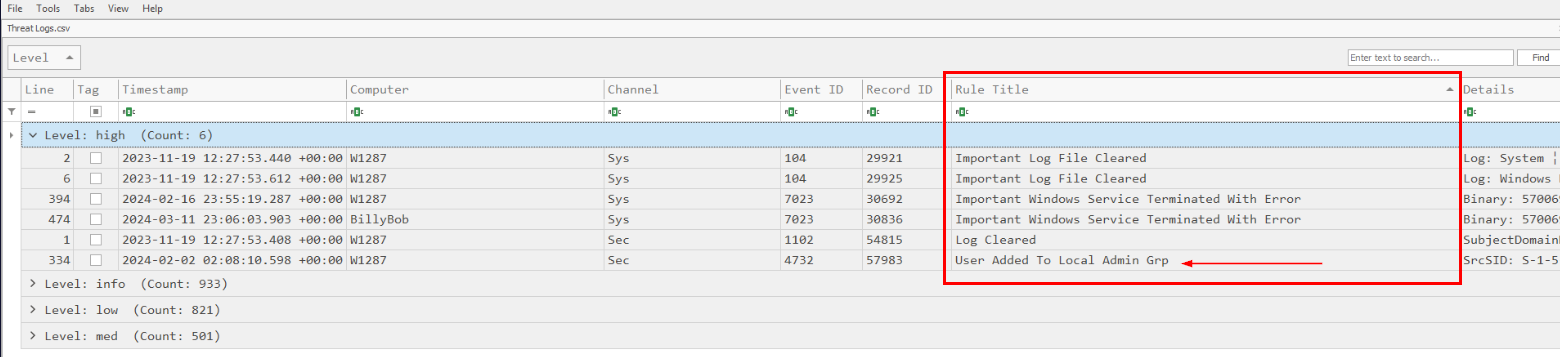 File Tools Tabs View Help
Threat Logs.csv
Level
Enter text to search... Find
Line Tag Timestamp Computer Channel Event ID Record ID Rule Title Details
Level: high (Count: 6)
2 2023-11-19 12:27:53.440 +00:00 W1287 Sys 104 29921 Important Log File Cleared Log: System ¦
6 2023-11-19 12:27:53.612 +00:00 W1287 Sys 104 29925 Important Log File Cleared Log: Windows
394 2024-02-16 23:55:19.287 +00:00 W1287 Sys 7023 30692 Important Windows Service Terminated With Error Binary: 57006
474 2024-03-11 23:06:03.903 +00:00 BillyBob Sys 7023 30836 Important Windows Service Terminated With Error Binary: 57006
1 2023-11-19 12:27:53.408 +00:00 W1287 Sec 1102 54815 Log Cleared SubjectDomain
334 2024-02-02 02:08:10.598 +00:00 W1287 Sec 4732 57983 User Added To Local Admin Grp SrcSID: S-1-5
Level: info (Count: 933)
Level: low (Count: 821)
Level: med (Count: 501)